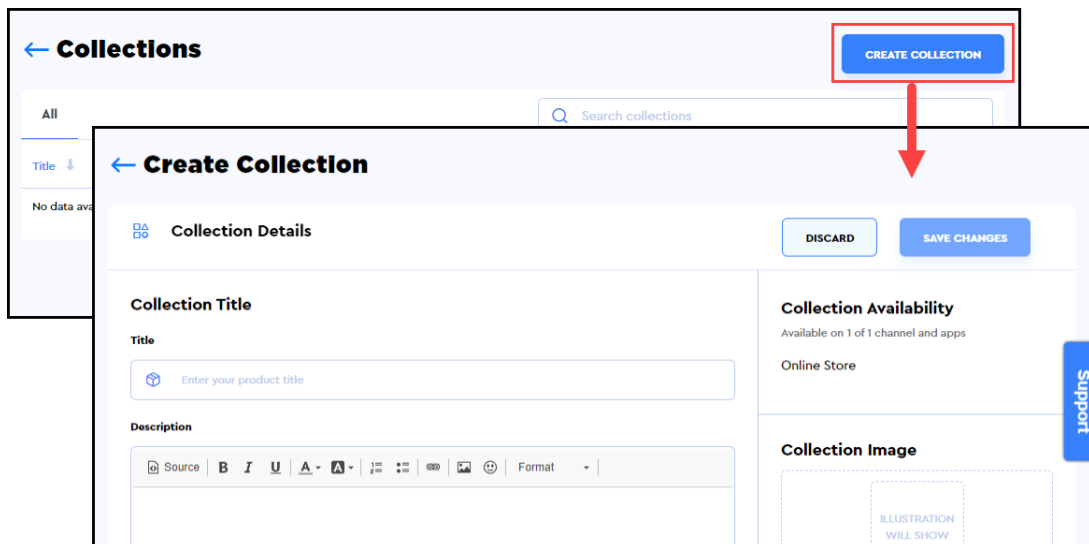 Collections
CREATE COLLECTION
All
Search collections
Title
No data ava
Create Collection
Collection Details
DISCARD
SAVE CHANGES
Collection Title
Title
Enter your product title
Description
Source B I U A A Format
Collection Availability
Available on 1 of 1 channel and apps
Online Store
Support
Collection Image
ILLUSTRATION
WILL SHOW